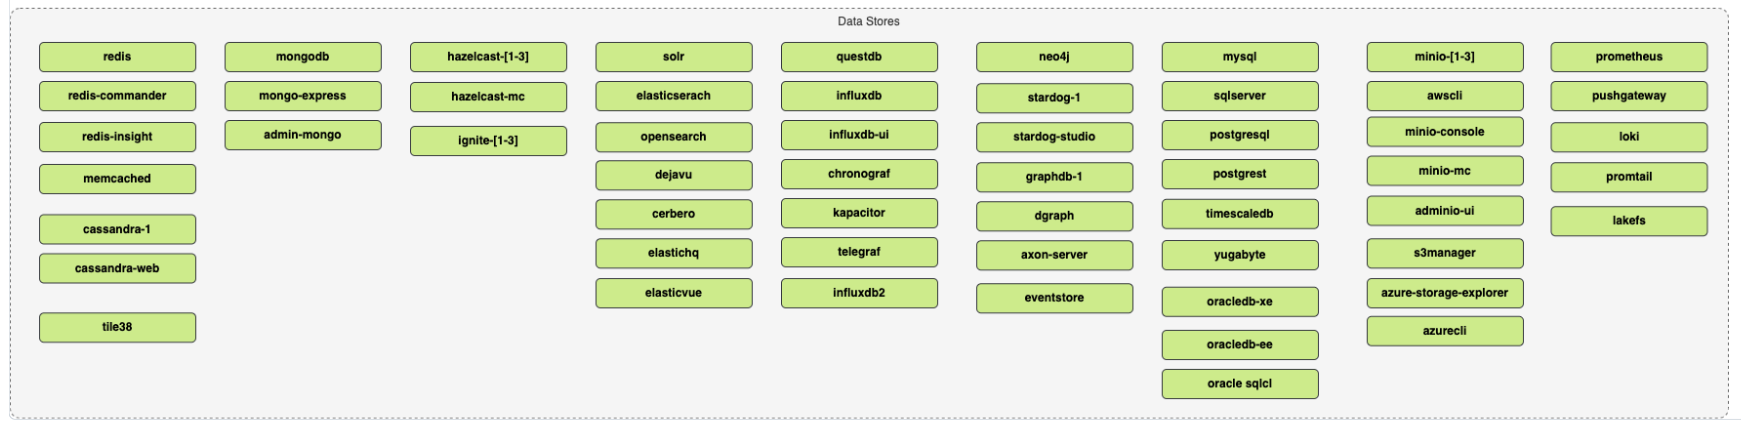 Data Stores
redis
redis-commander
redis-insight
memcached
cassandra-1
cassandra-web
tile38
mongodb
mongo-express
admin-mongo
hazelcast-[1-3]
hazelcast-mc
ignite-[1-3]
solr
elasticserach
opensearch
dejavu
cerbero
elastichq
elasticvue
questdb
influxdb
influxdb-ui
chronograf
kapacitor
telegraf
influxdb2
neo4j
stardog-1
stardog-studio
graphdb-1
dgraph
axon-server
eventstore
mysql
sqlserver
postgresql
postgrest
timescaledb
yugabyte
oracledb-xe
oracledb-ee
oracle sqlcl
minio-[1-3]
awscli
minio-console
minio-mc
adminio-ui
s3manager
azure-storage-explorer
azurecli
prometheus
pushgateway
loki
promtail
lakefs